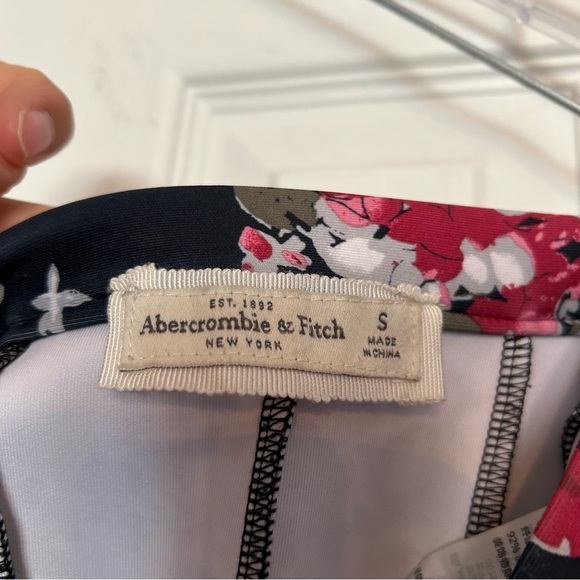 EST. 1892
Abercrombie & Fitch
NEW YORK
S
MADE
IN CHINA